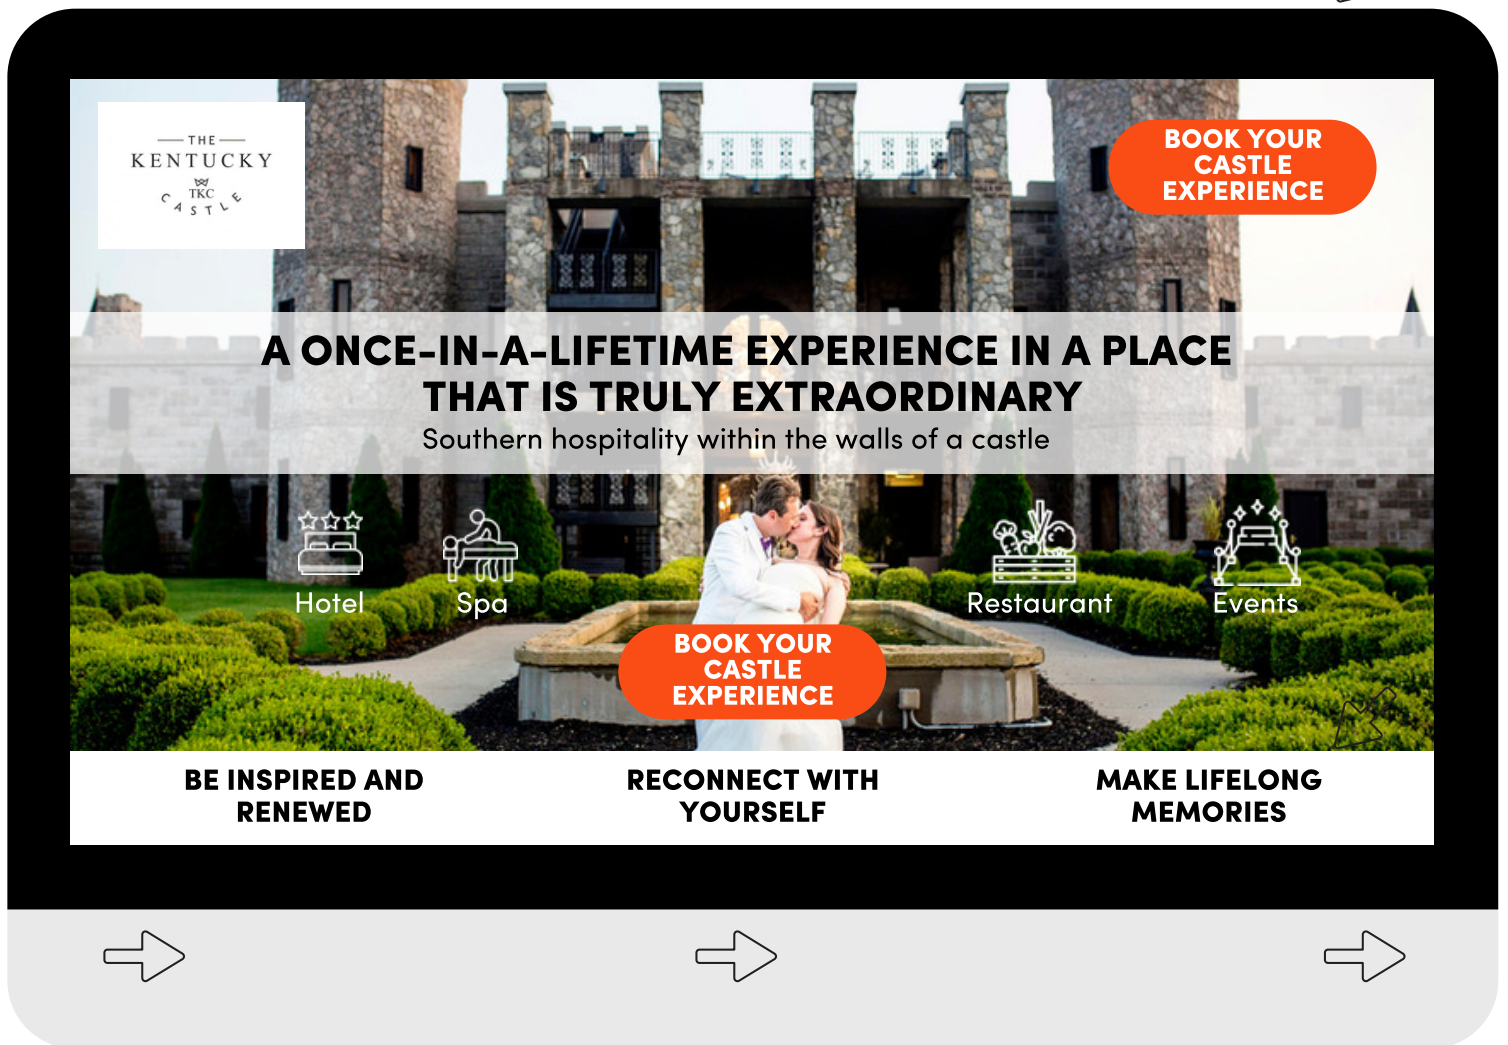 THE
KENTUCKY
TKC
CASTLE
BOOK YOUR
CASTLE
EXPERIENCE
A ONCE-IN-A-LIFETIME EXPERIENCE IN A PLACE
THAT IS TRULY EXTRAORDINARY
Southern hospitality within the walls of a castle
Hotel
Spa
Restaurant
Events
BOOK YOUR
CASTLE
EXPERIENCE
BE INSPIRED AND
RENEWED
RECONNECT WITH
YOURSELF
MAKE LIFELONG
MEMORIES